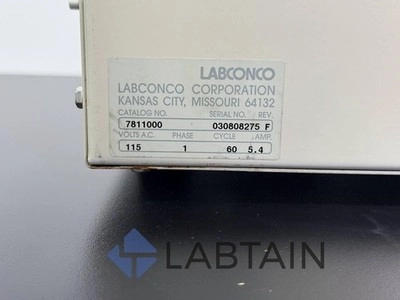 LABCONCO
LABCONCO CORPORATION
KANSAS CITY, MISSOURI 64132
CATALOG NO. SERIAL NO. REV.
7811000 030808275 F
VOLTS A.C. PHASE CYCLE AMP.
115 1 60 5.4
LABTAIN